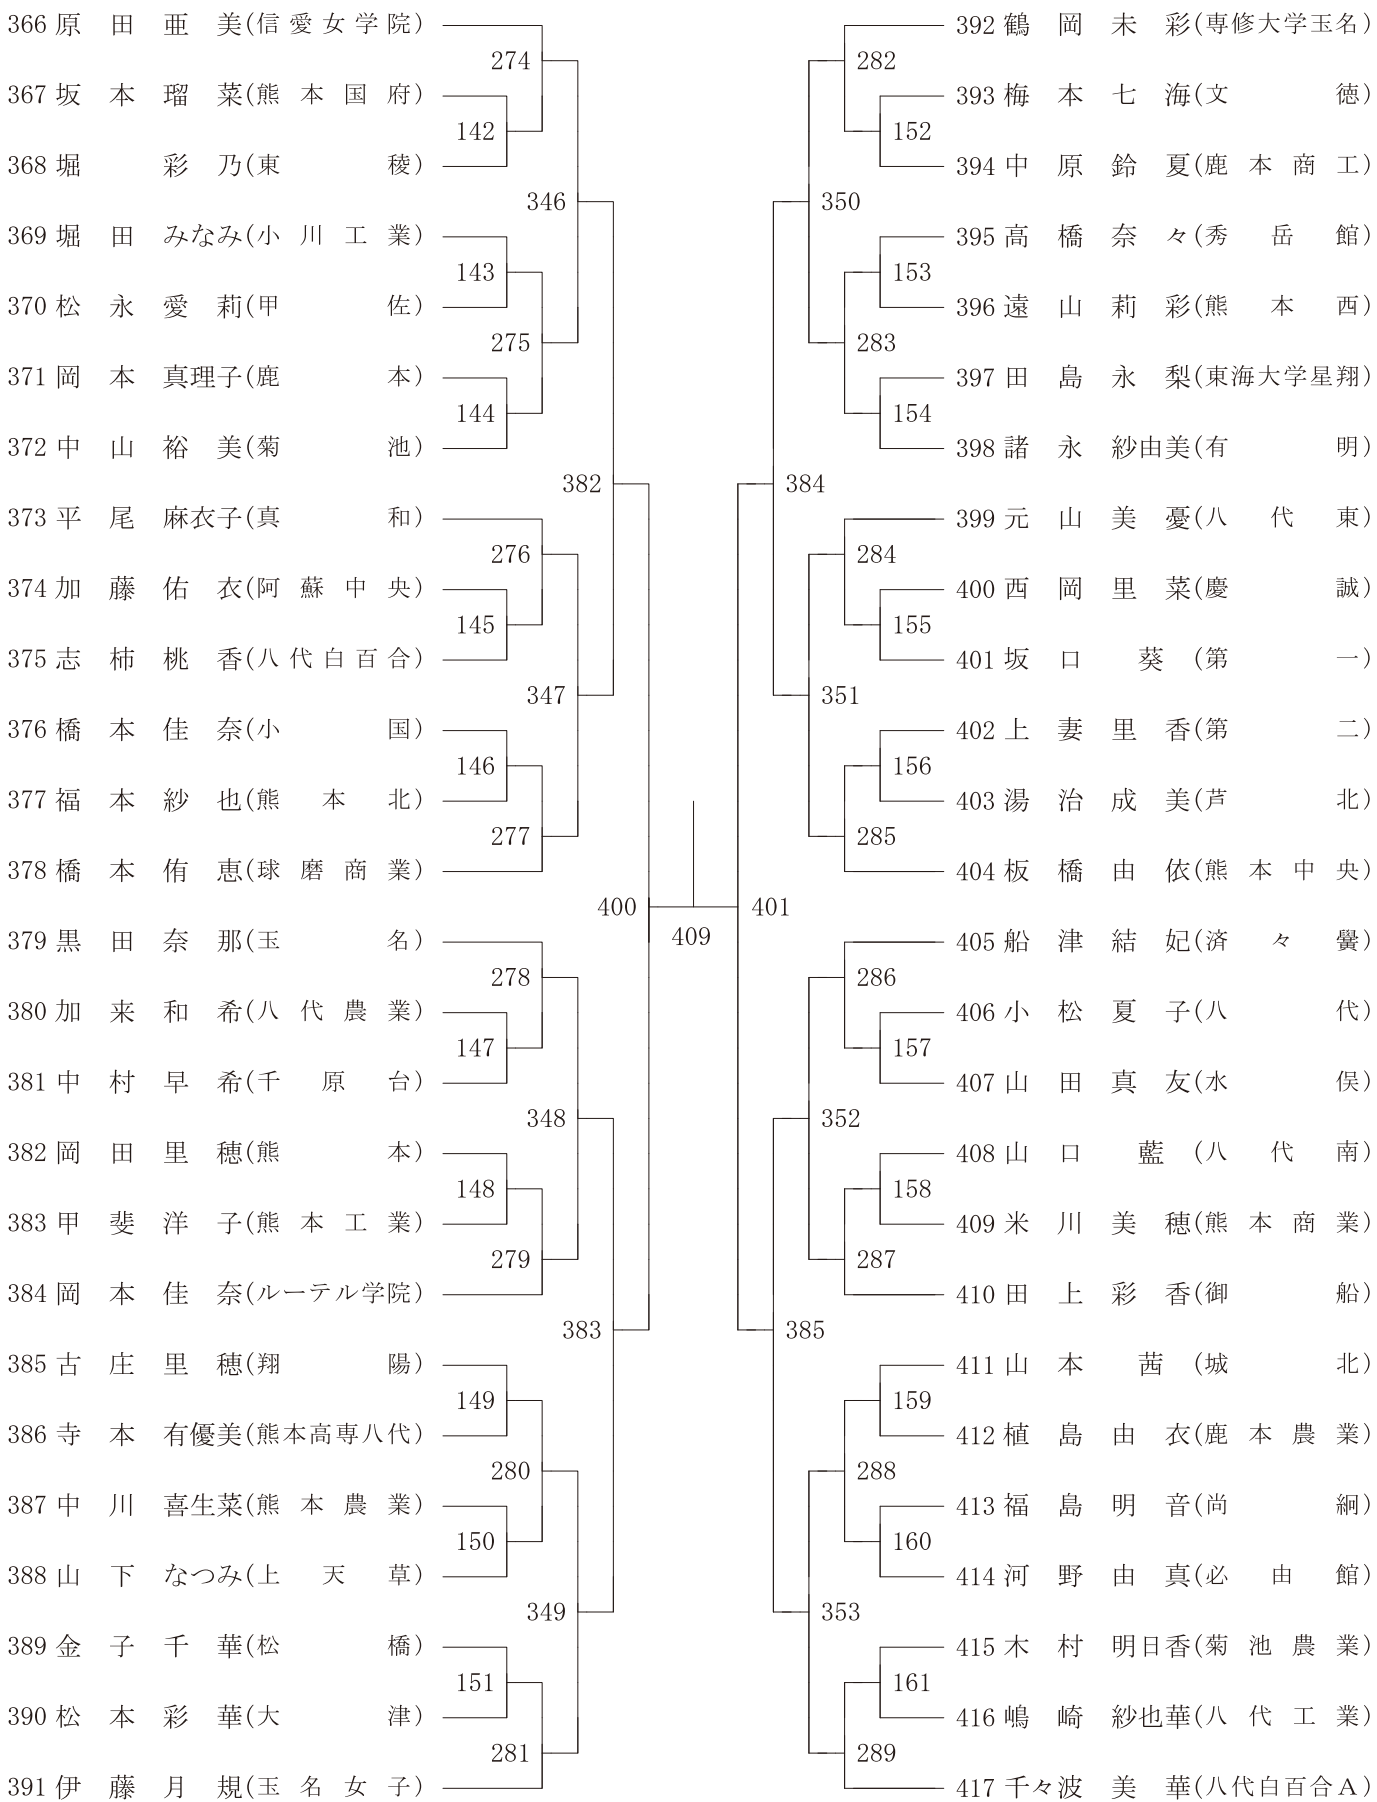 366 原田亜美(信愛女学院)
274
367 坂本瑠菜(熊本国府)
142
368 堀 彩乃(東稜)
346
369 堀田みなみ(小川工業)
143
370 松永愛莉(甲佐)
275
371 岡本真理子(鹿本)
144
372 中山裕美(菊池)
382
373 平尾麻衣子(真和)
276
374 加藤佑衣(阿蘇中央)
145
375 志柿桃香(八代白百合)
347
376 橋本佳奈(小国)
146
377 福本紗也(熊本北)
277
378 橋本侑恵(球磨商業)
400
379 黒田奈那(玉名)
278
380 加来和希(八代農業)
147
381 中村早希(千原台)
348
382 岡田里穂(熊本)
148
383 甲斐洋子(熊本工業)
279
384 岡本佳奈(ルーテル学院)
383
385 古庄里穂(翔陽)
149
386 寺本有優美(熊本高専八代)
280
387 中川喜生菜(熊本農業)
150
388 山下なつみ(上天草)
349
389 金子千華(松橋)
151
390 松本彩華(大津)
281
391 伊藤月規(玉名女子)
409
392 鶴岡未彩(専修大学玉名)
282
393 梅本七海(文徳)
152
394 中原鈴夏(鹿本商工)
350
395 高橋奈々(秀岳館)
153
396 遠山莉彩(熊本西)
283
397 田島永梨(東海大学星翔)
154
398 諸永紗由美(有明)
384
399 元山美憂(八代東)
284
400 西岡里菜(慶誠)
155
401 坂口 葵(第一)
351
402 上妻里香(第二)
156
403 湯治成美(芦北)
285
404 板橋由依(熊本中央)
401
405 船津結妃(済々黌)
286
406 小松夏子(八代)
157
407 山田真友(水俣)
352
408 山口 藍(八代南)
158
409 米川美穂(熊本商業)
287
410 田上彩香(御船)
385
411 山本 茜(城北)
159
412 植島由衣(鹿本農業)
288
413 福島明音(尚絅)
160
414 河野由真(必由館)
353
415 木村明日香(菊池農業)
161
416 嶋崎紗也華(八代工業)
289
417 千々波美華(八代白百合A)